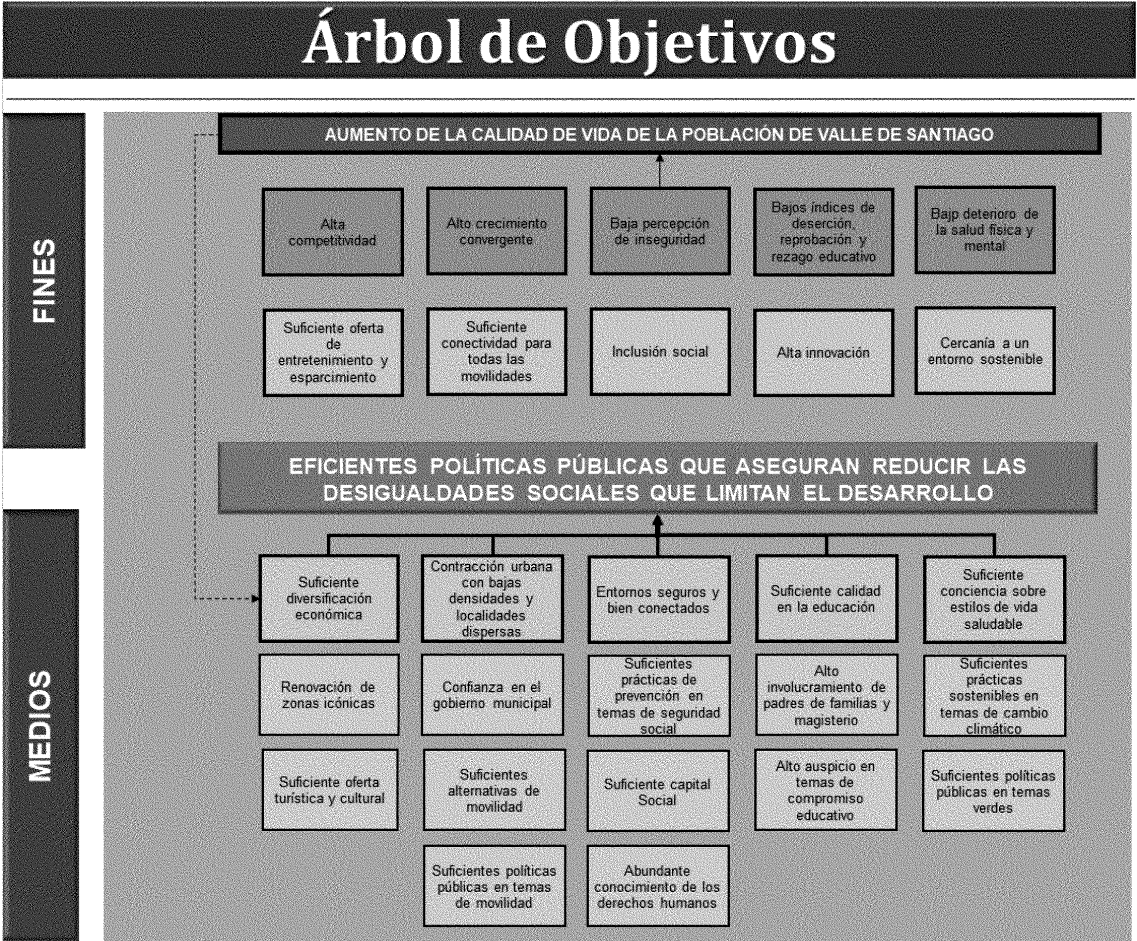 Árbol de Objetivos
FINES
AUMENTO DE LA CALIDAD DE VIDA DE LA POBLACIÓN DE VALLE DE SANTIAGO
Alta
competitividad
Alto crecimiento
convergente
Baja percepción
de inseguridad
Bajos índices de
deserción,
reprobación y
rezago educativo
Bajp deterioro de
la salud física y
mental
Suficiente oferta
de
entretenimiento y
esparcimiento
Suficiente
conectividad para
todas las
movilidades
Inclusión social
Alta innovación
Cercanía a un
entorno sostenible
EFICIENTES POLÍTICAS PÚBLICAS QUE ASEGURAN REDUCIR LAS
DESIGUALDADES SOCIALES QUE LIMITAN EL DESARROLLO
MEDIOS
Suficiente
diversificación
económica
Contracción urbana
con bajas
densidades y
localidades
dispersas
Entornos seguros y
bien conectados
Suficiente calidad
en la educación
Suficiente
conciencia sobre
estilos de vida
saludable
Renovación de
zonas icónicas
Confianza en el
gobierno municipal
Suficientes
prácticas de
prevención en
temas de seguridad
social
Alto
involucramiento de
padres de familias y
magisterio
Suficientes
prácticas
sostenibles en
temas de cambio
climático
Suficiente oferta
turística y cultural
Suficientes
alternativas de
movilidad
Suficiente capital
Social
Alto auspicio en
temas de
compromiso
educativo
Suficientes políticas
públicas en temas
verdes
Suficientes políticas
públicas en temas
de movilidad
Abundante
conocimiento de los
derechos humanos